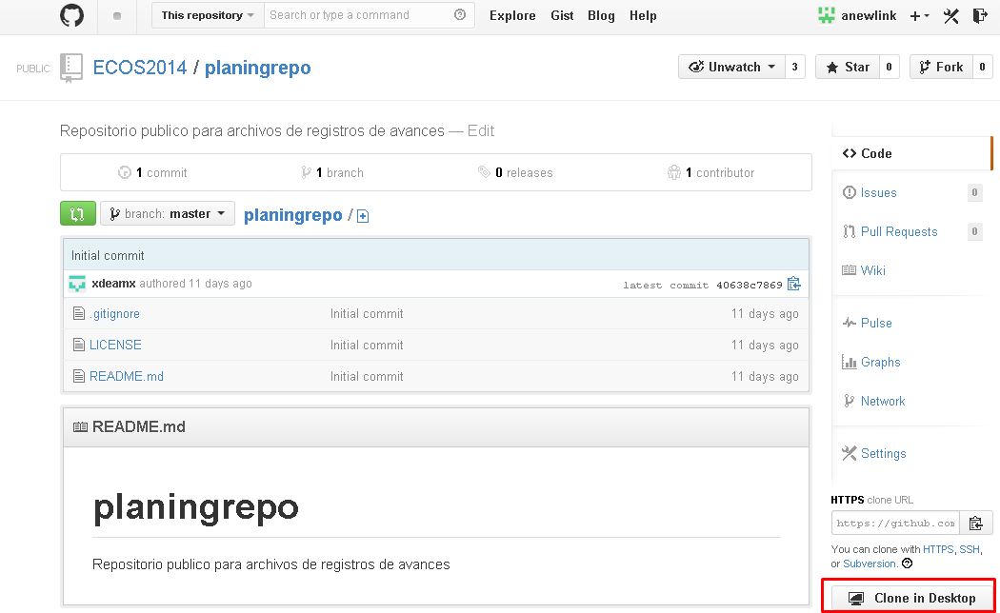 This repository Search or type a command Explore Gist Blog Help anewlink
PUBLIC ECOS2014 / planingrepo Unwatch 3 Star 0 Fork 0
Repositorio publico para archivos de registros de avances — Edit
1 commit 1 branch 0 releases 1 contributor
branch: master planingrepo /
Initial commit
xdeamx authored 11 days ago latest commit 40638c7869
.gitignore Initial commit 11 days ago
LICENSE Initial commit 11 days ago
README.md Initial commit 11 days ago
README.md
planingrepo
Repositorio publico para archivos de registros de avances
Code
Issues 0
Pull Requests 0
Wiki
Pulse
Graphs
Network
Settings
HTTPS clone URL
https://github.com
You can clone with HTTPS, SSH,
or Subversion.
Clone in Desktop